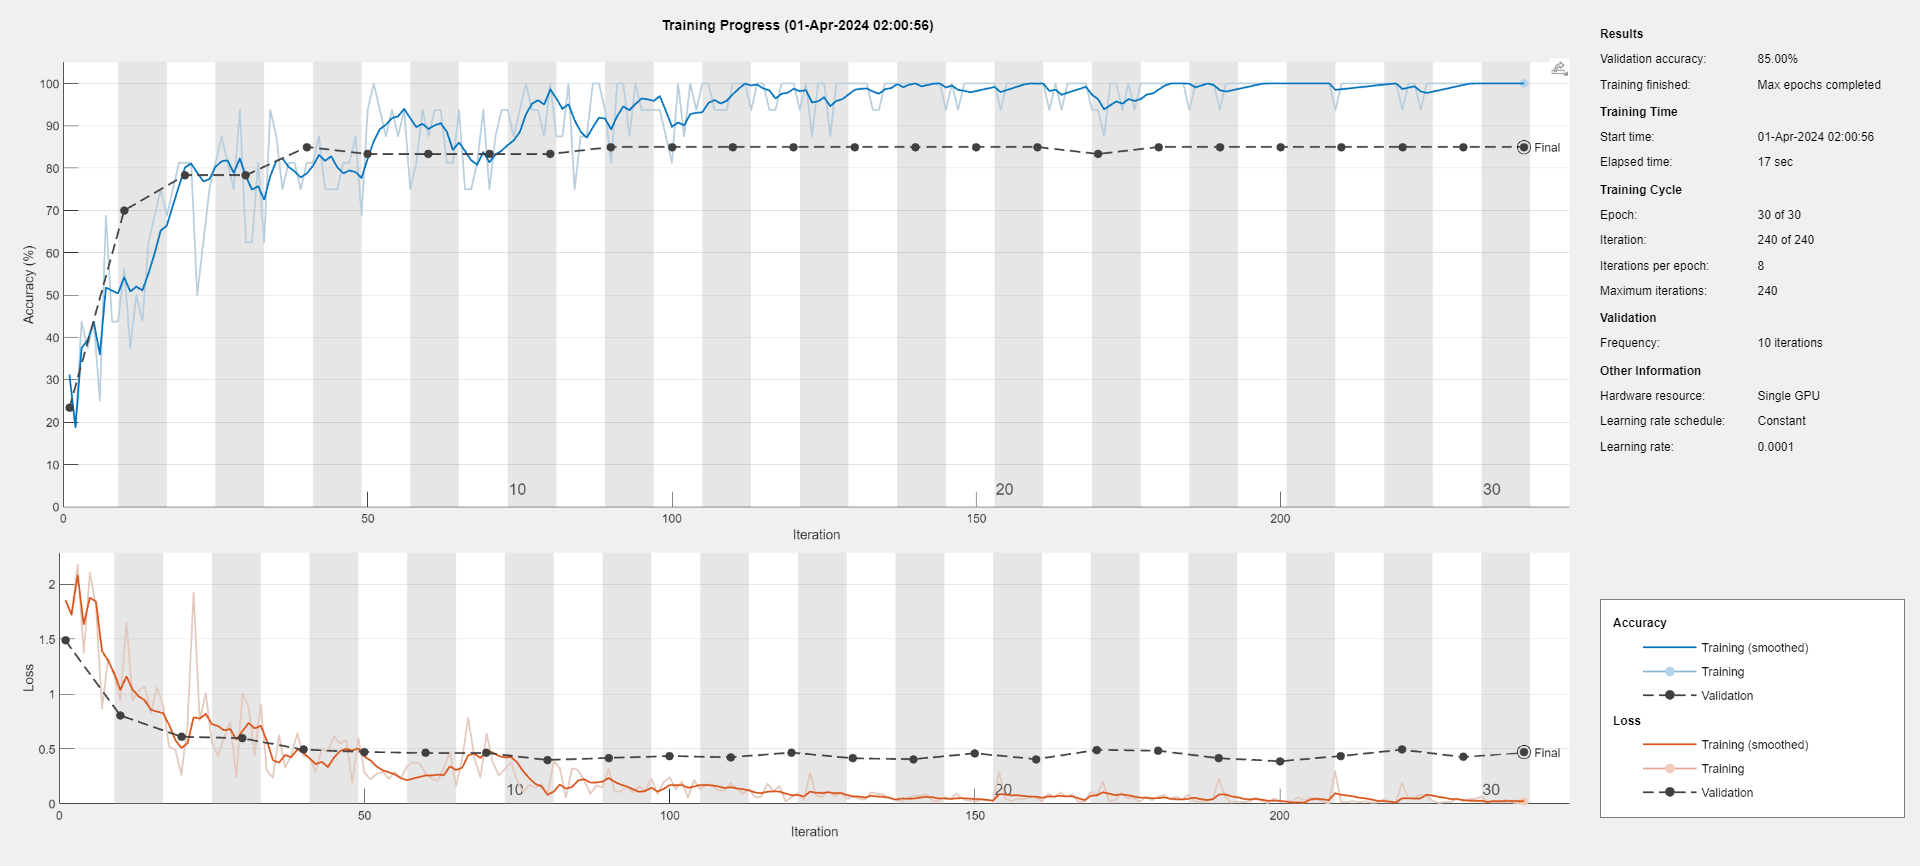 Training Progress (01-Apr-2024 02:00:56)
100
90
80
70
60
50
40
30
20
10
0
Accuracy (%)
Final
10
20
30
0
50
100
150
200
Iteration
2
1.5
1
0.5
0
Loss
Final
10
20
30
0
50
100
150
200
Iteration
Results
Validation accuracy: 85.00%
Training finished: Max epochs completed
Training Time
Start time: 01-Apr-2024 02:00:56
Elapsed time: 17 sec
Training Cycle
Epoch: 30 of 30
Iteration: 240 of 240
Iterations per epoch: 8
Maximum iterations: 240
Validation
Frequency: 10 iterations
Other Information
Hardware resource: Single GPU
Learning rate schedule: Constant
Learning rate: 0.0001
Accuracy
Training (smoothed)
Training
Validation
Loss
Training (smoothed)
Training
Validation